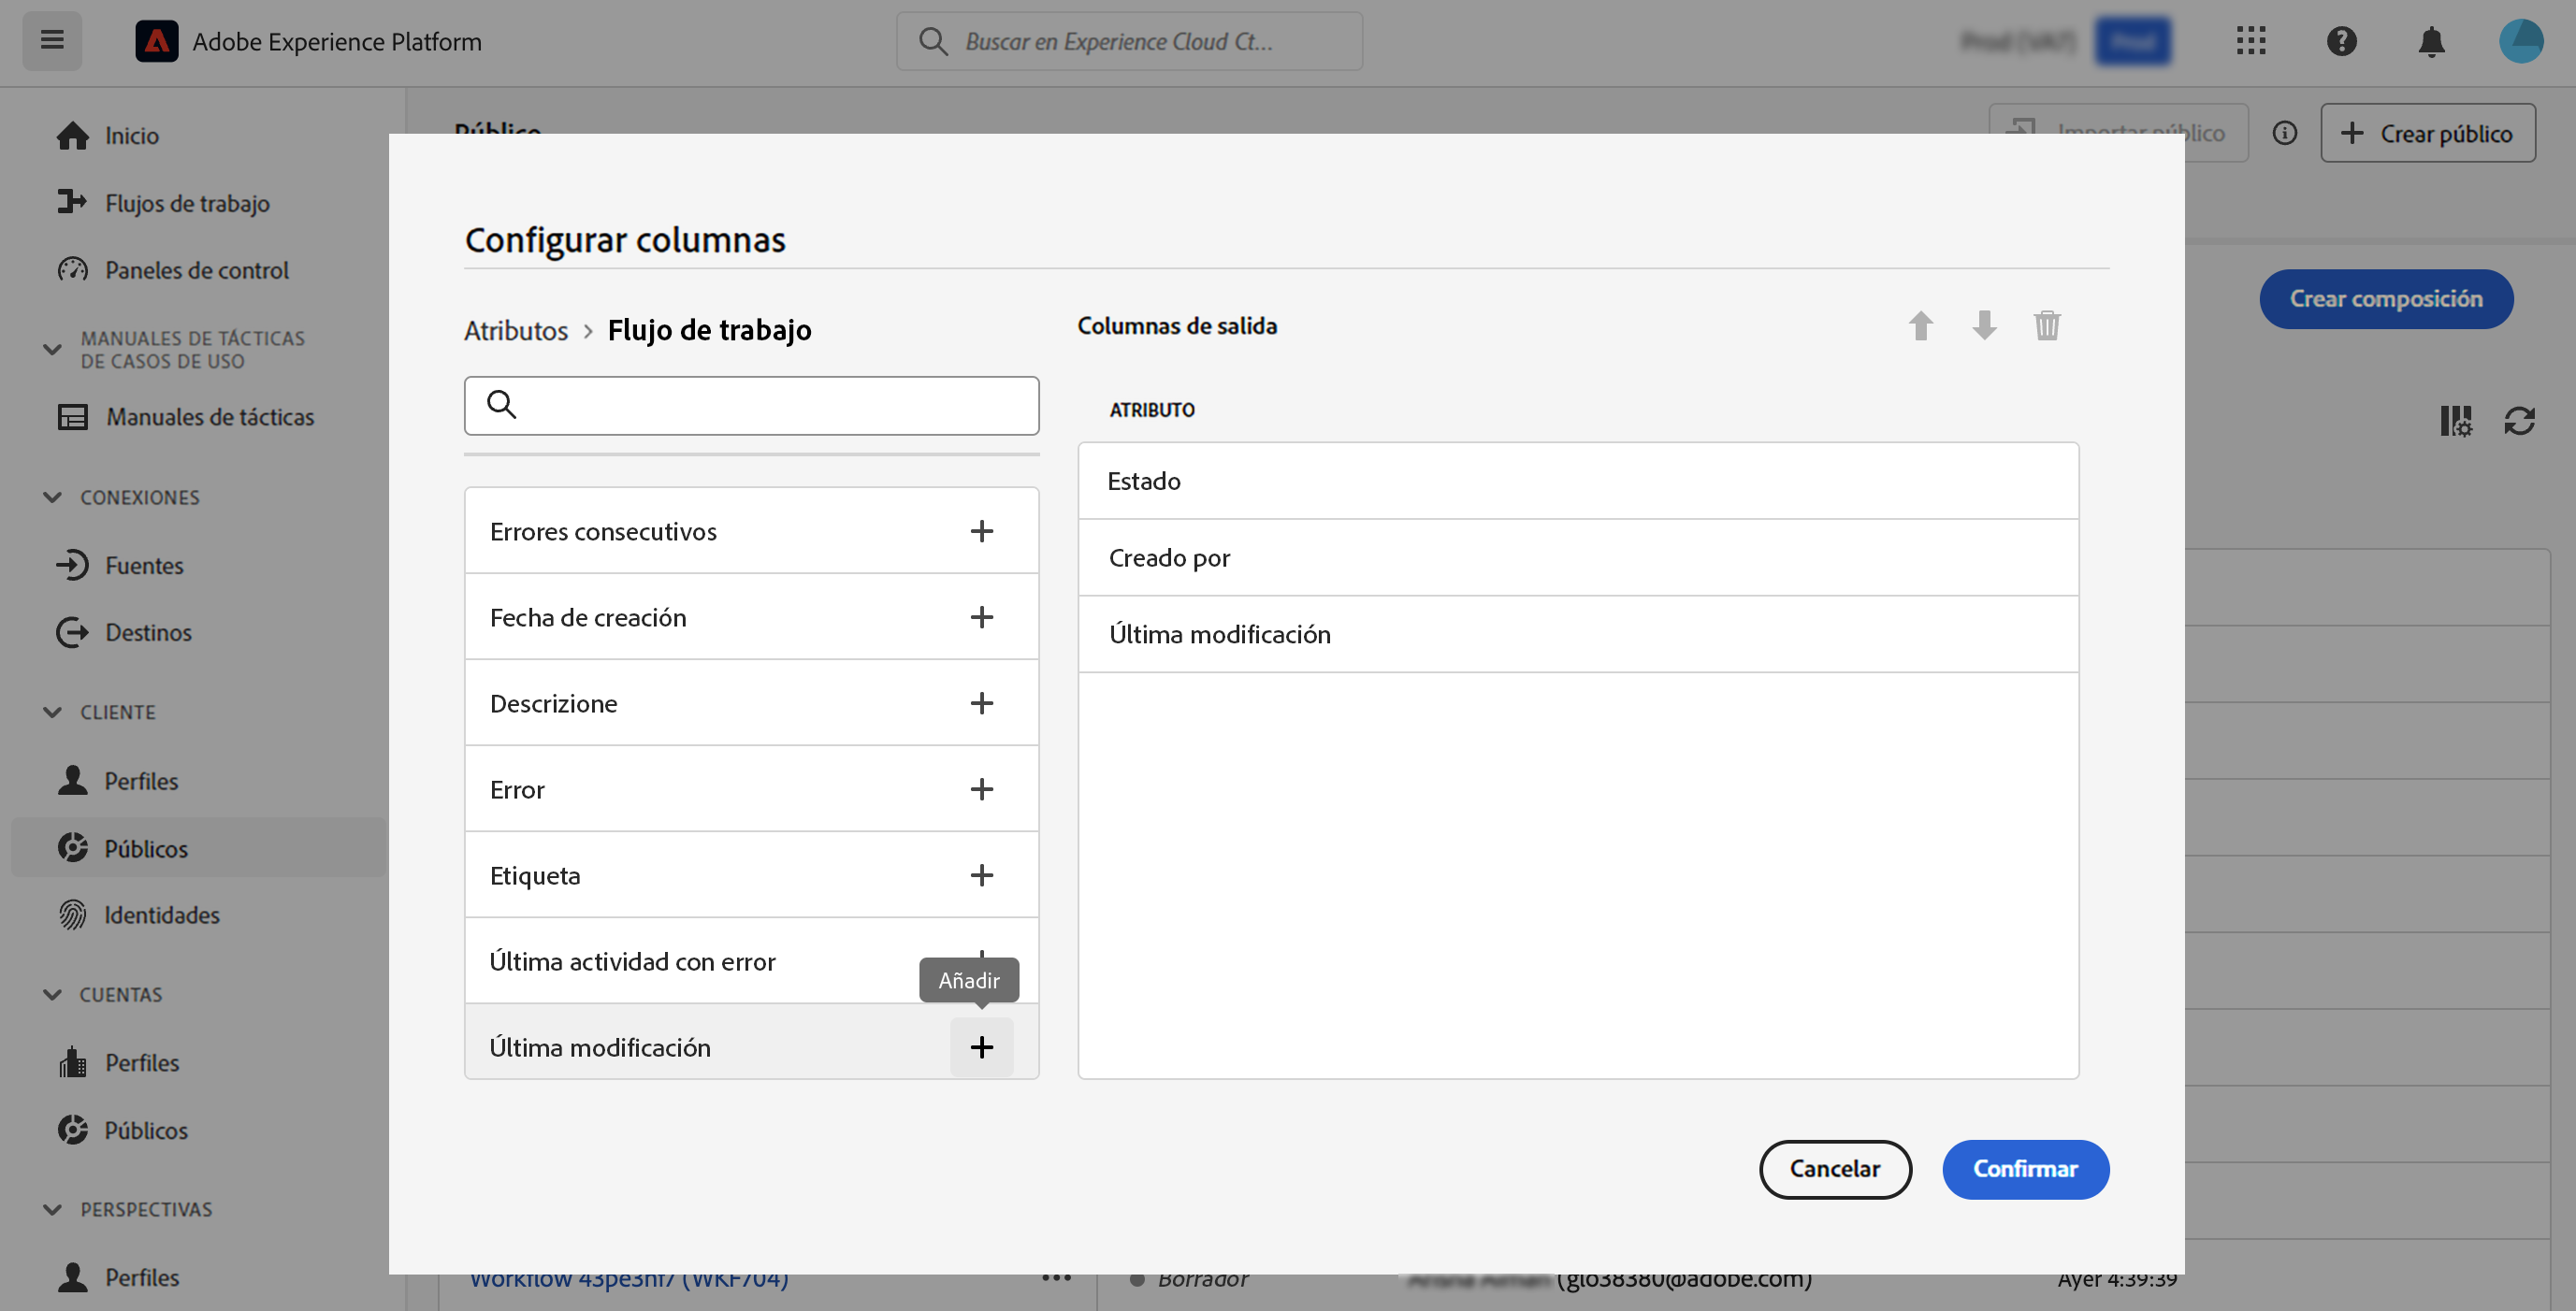 Adobe Experience Platform
Buscar en Experience Cloud Ct...
Inicio
Flujos de trabajo
Paneles de control
MANUALES DE TÁCTICAS
DE CASOS DE USO
Manuales de tácticas
CONEXIONES
Fuentes
Destinos
CLIENTE
Perfiles
Públicos
Identidades
CUENTAS
Perfiles
Públicos
PERSPECTIVAS
Perfiles
Público
Importar público
Crear público
Crear composición
Configurar columnas
Atributos > Flujo de trabajo
Errores consecutivos
Fecha de creación
Descrizione
Error
Etiqueta
Última actividad con error
Añadir
Última modificación
Columnas de salida
ATRIBUTO
Estado
Creado por
Última modificación
Cancelar
Confirmar
Workflow 43pe3nf7 (WKF704)
Borrador
(glo38380@adobe.com)
Ayer 4:39:39